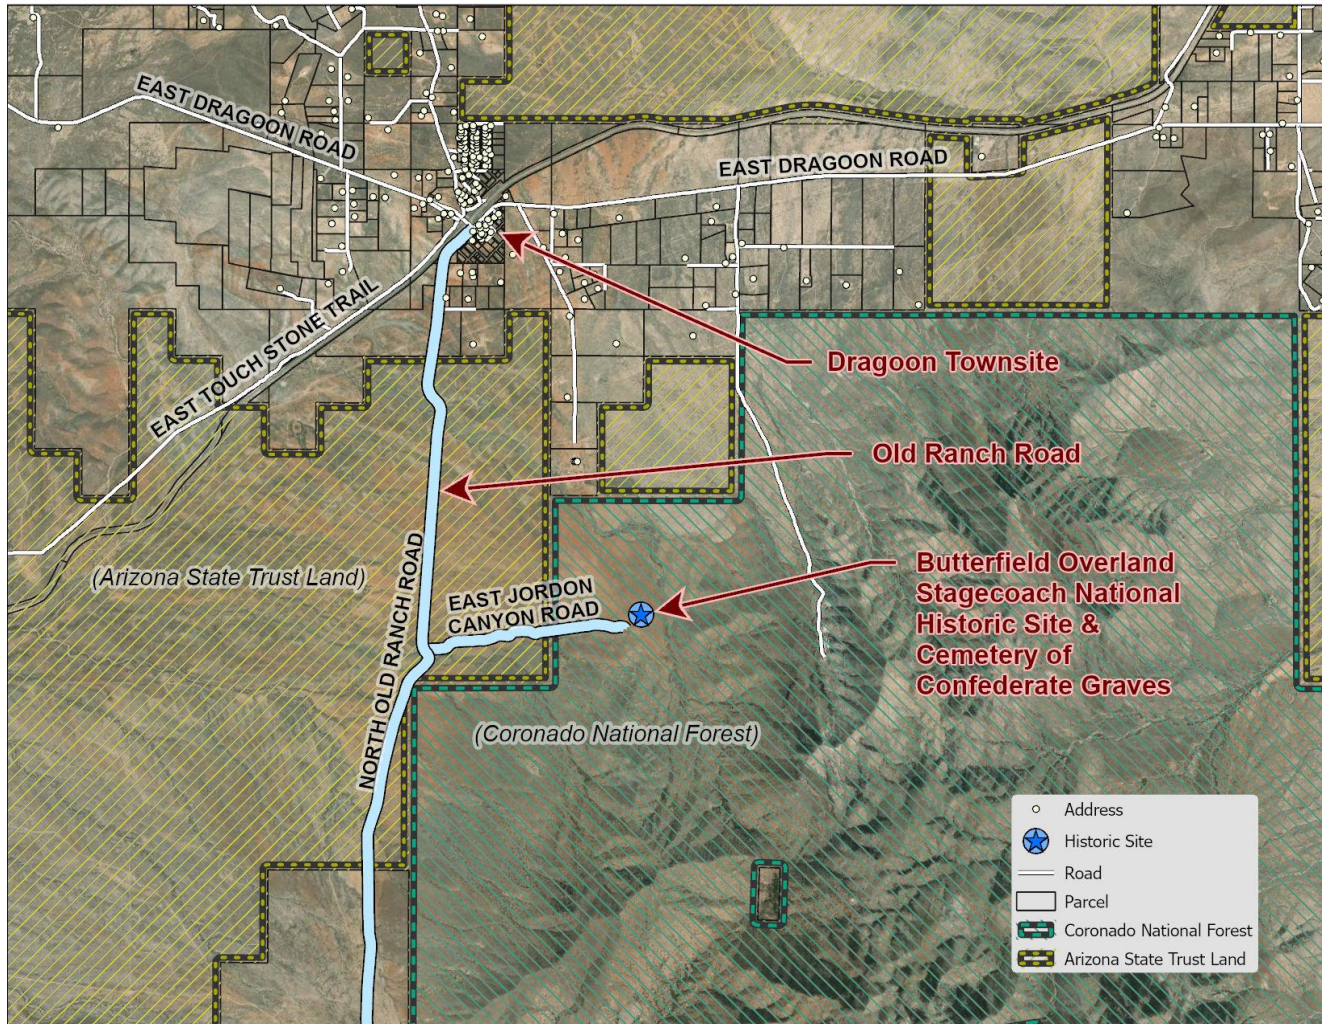 EAST DRAGOON ROAD
EAST DRAGOON ROAD
EAST TOUCH STONE TRAIL
Dragoon Townsite
Old Ranch Road
(Arizona State Trust Land)
NORTH OLD RANCH ROAD
EAST JORDON
CANYON ROAD
Butterfield Overland
Stagecoach National
Historic Site &
Cemetery of
Confederate Graves
(Coronado National Forest)
Address
Historic Site
Road
Parcel
Coronado National Forest
Arizona State Trust Land